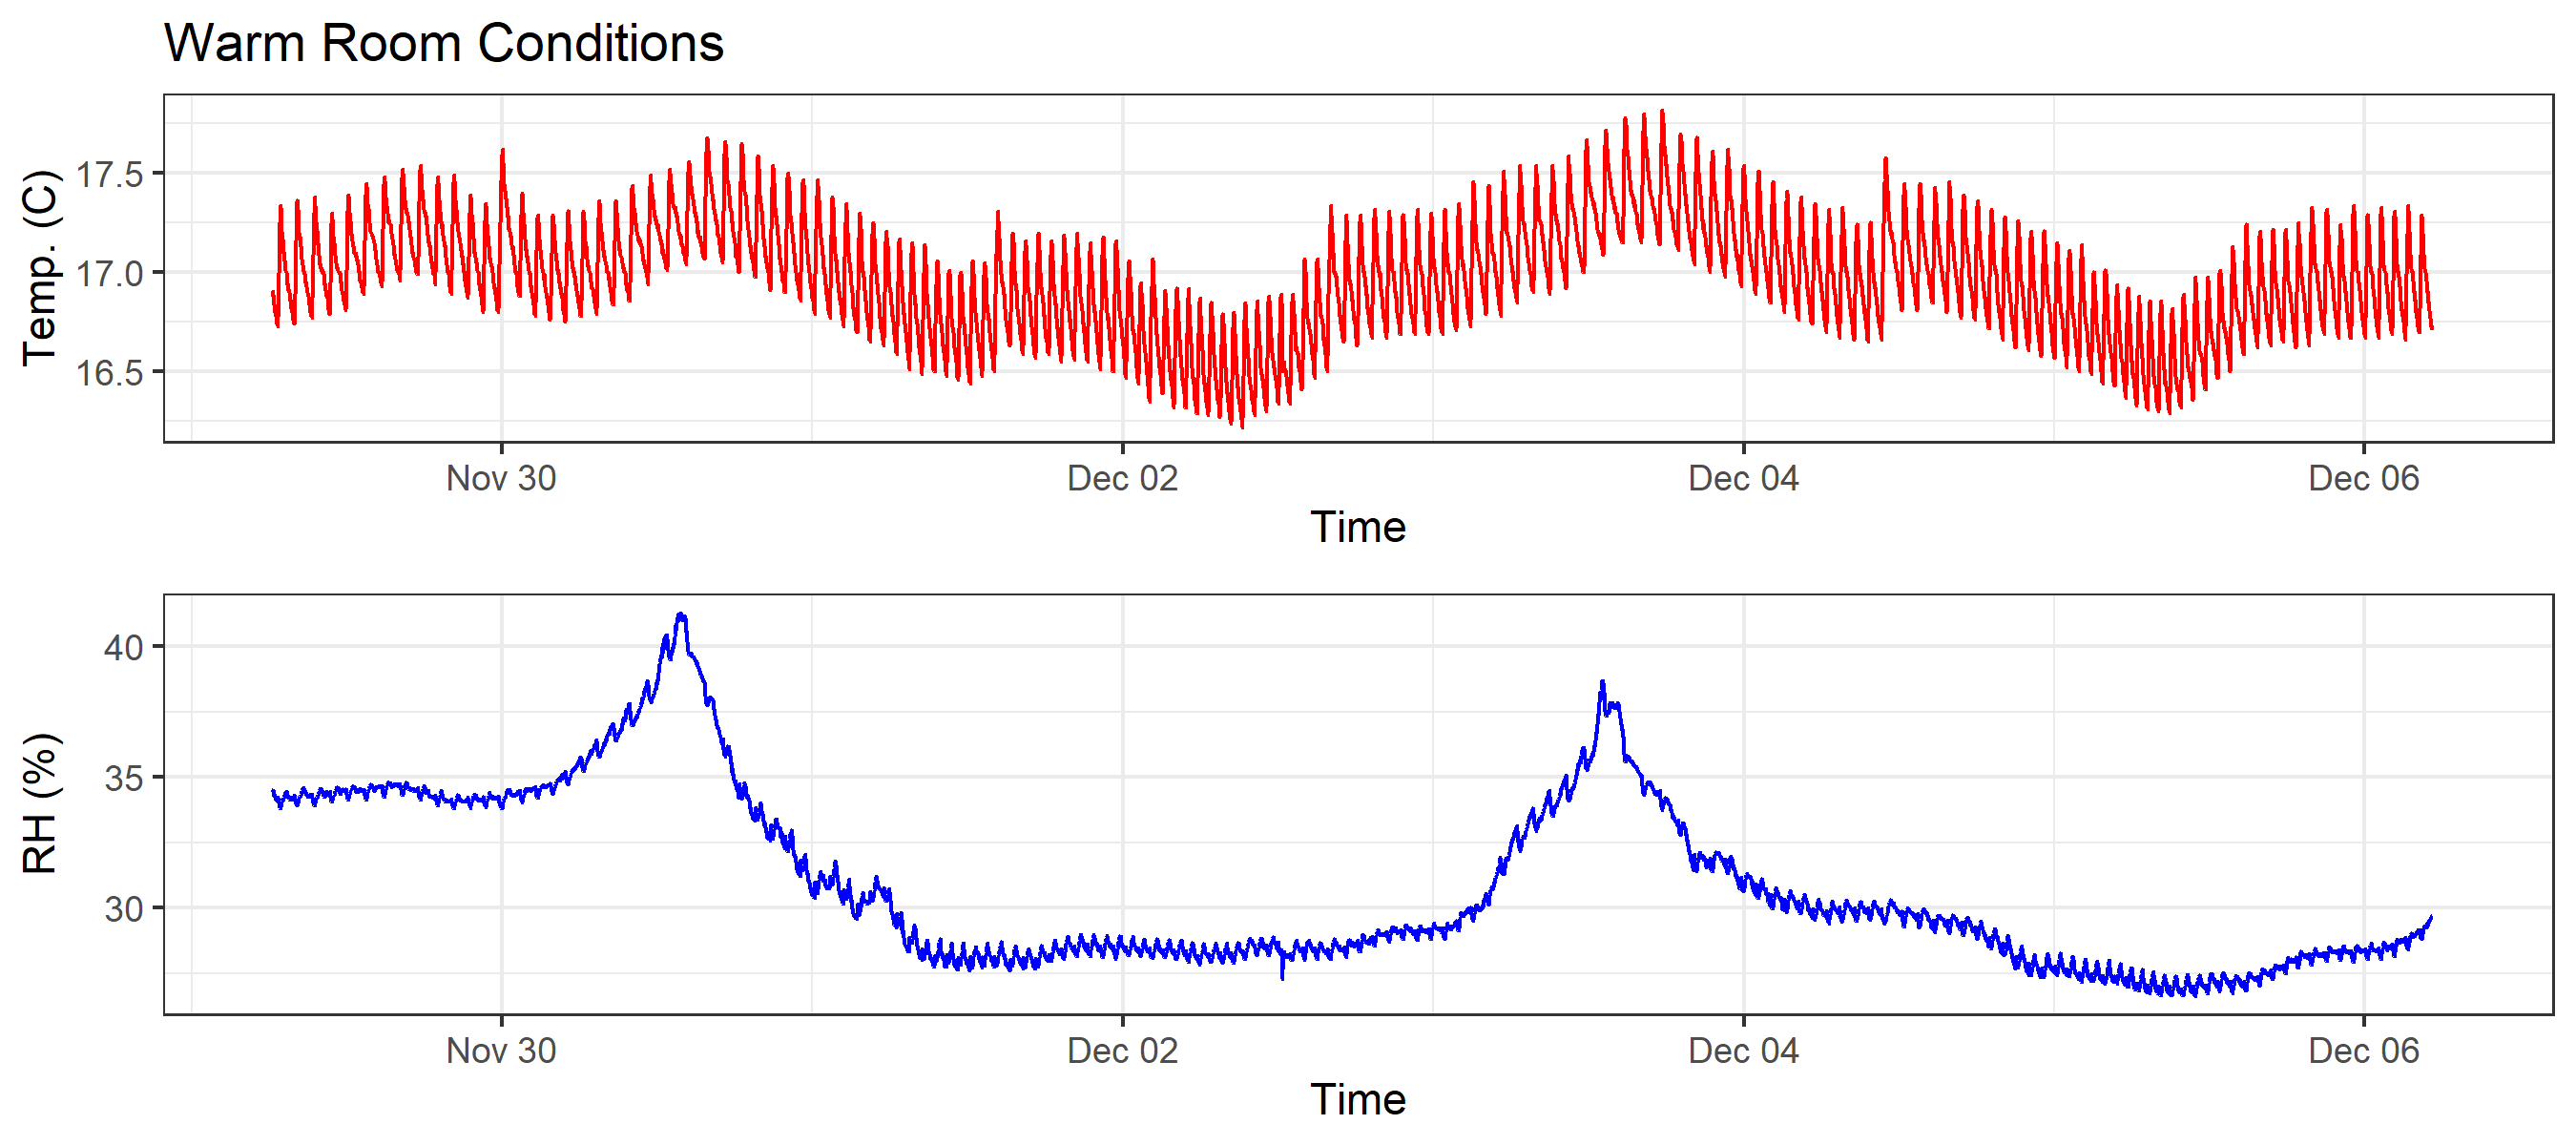 Warm Room Conditions
Temp. (C)
17.5
17.0
16.5
Nov 30 Dec 02 Dec 04 Dec 06
Time
RH (%)
40
35
30
Nov 30 Dec 02 Dec 04 Dec 06
Time